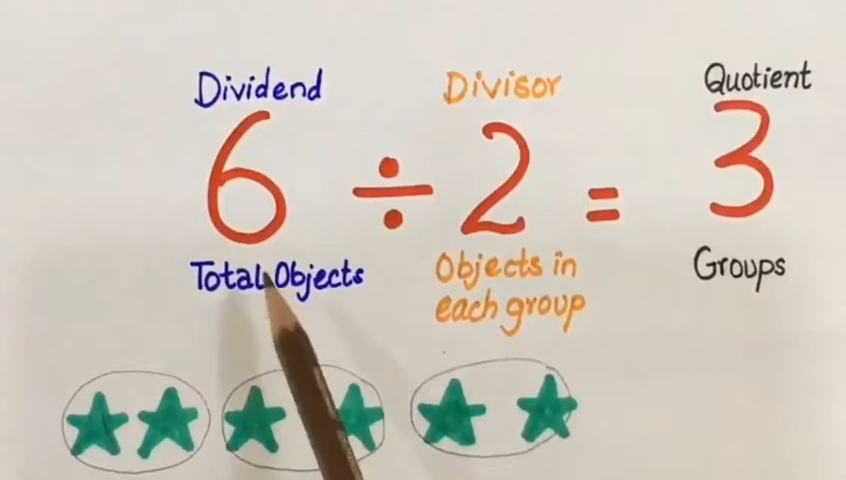 Dividend Divisor Quotient
6 ÷ 2 = 3
Total Objects Objects in Groups
each group